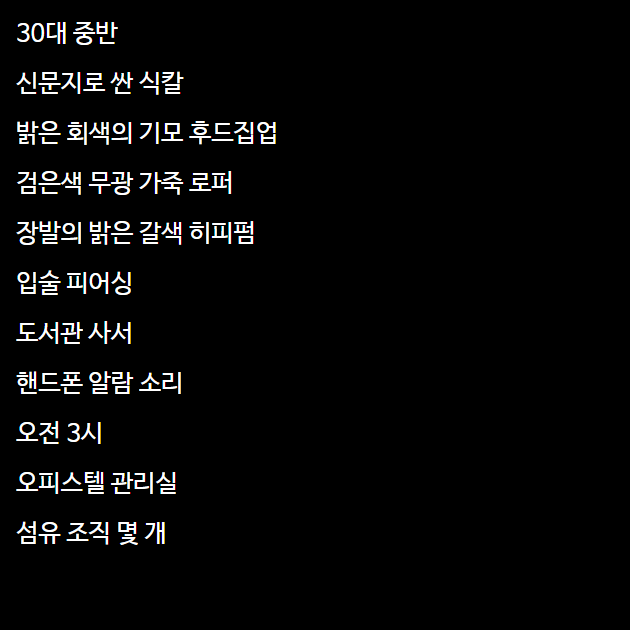 30대 중반
신문지로 싼 식칼
밝은 회색의 기모 후드집업
검은색 무광 가죽 로퍼
장발의 밝은 갈색 히피펌
입술 피어싱
도서관 사서
핸드폰 알람 소리
오전 3시
오피스텔 관리실
섬유 조직 몇 개